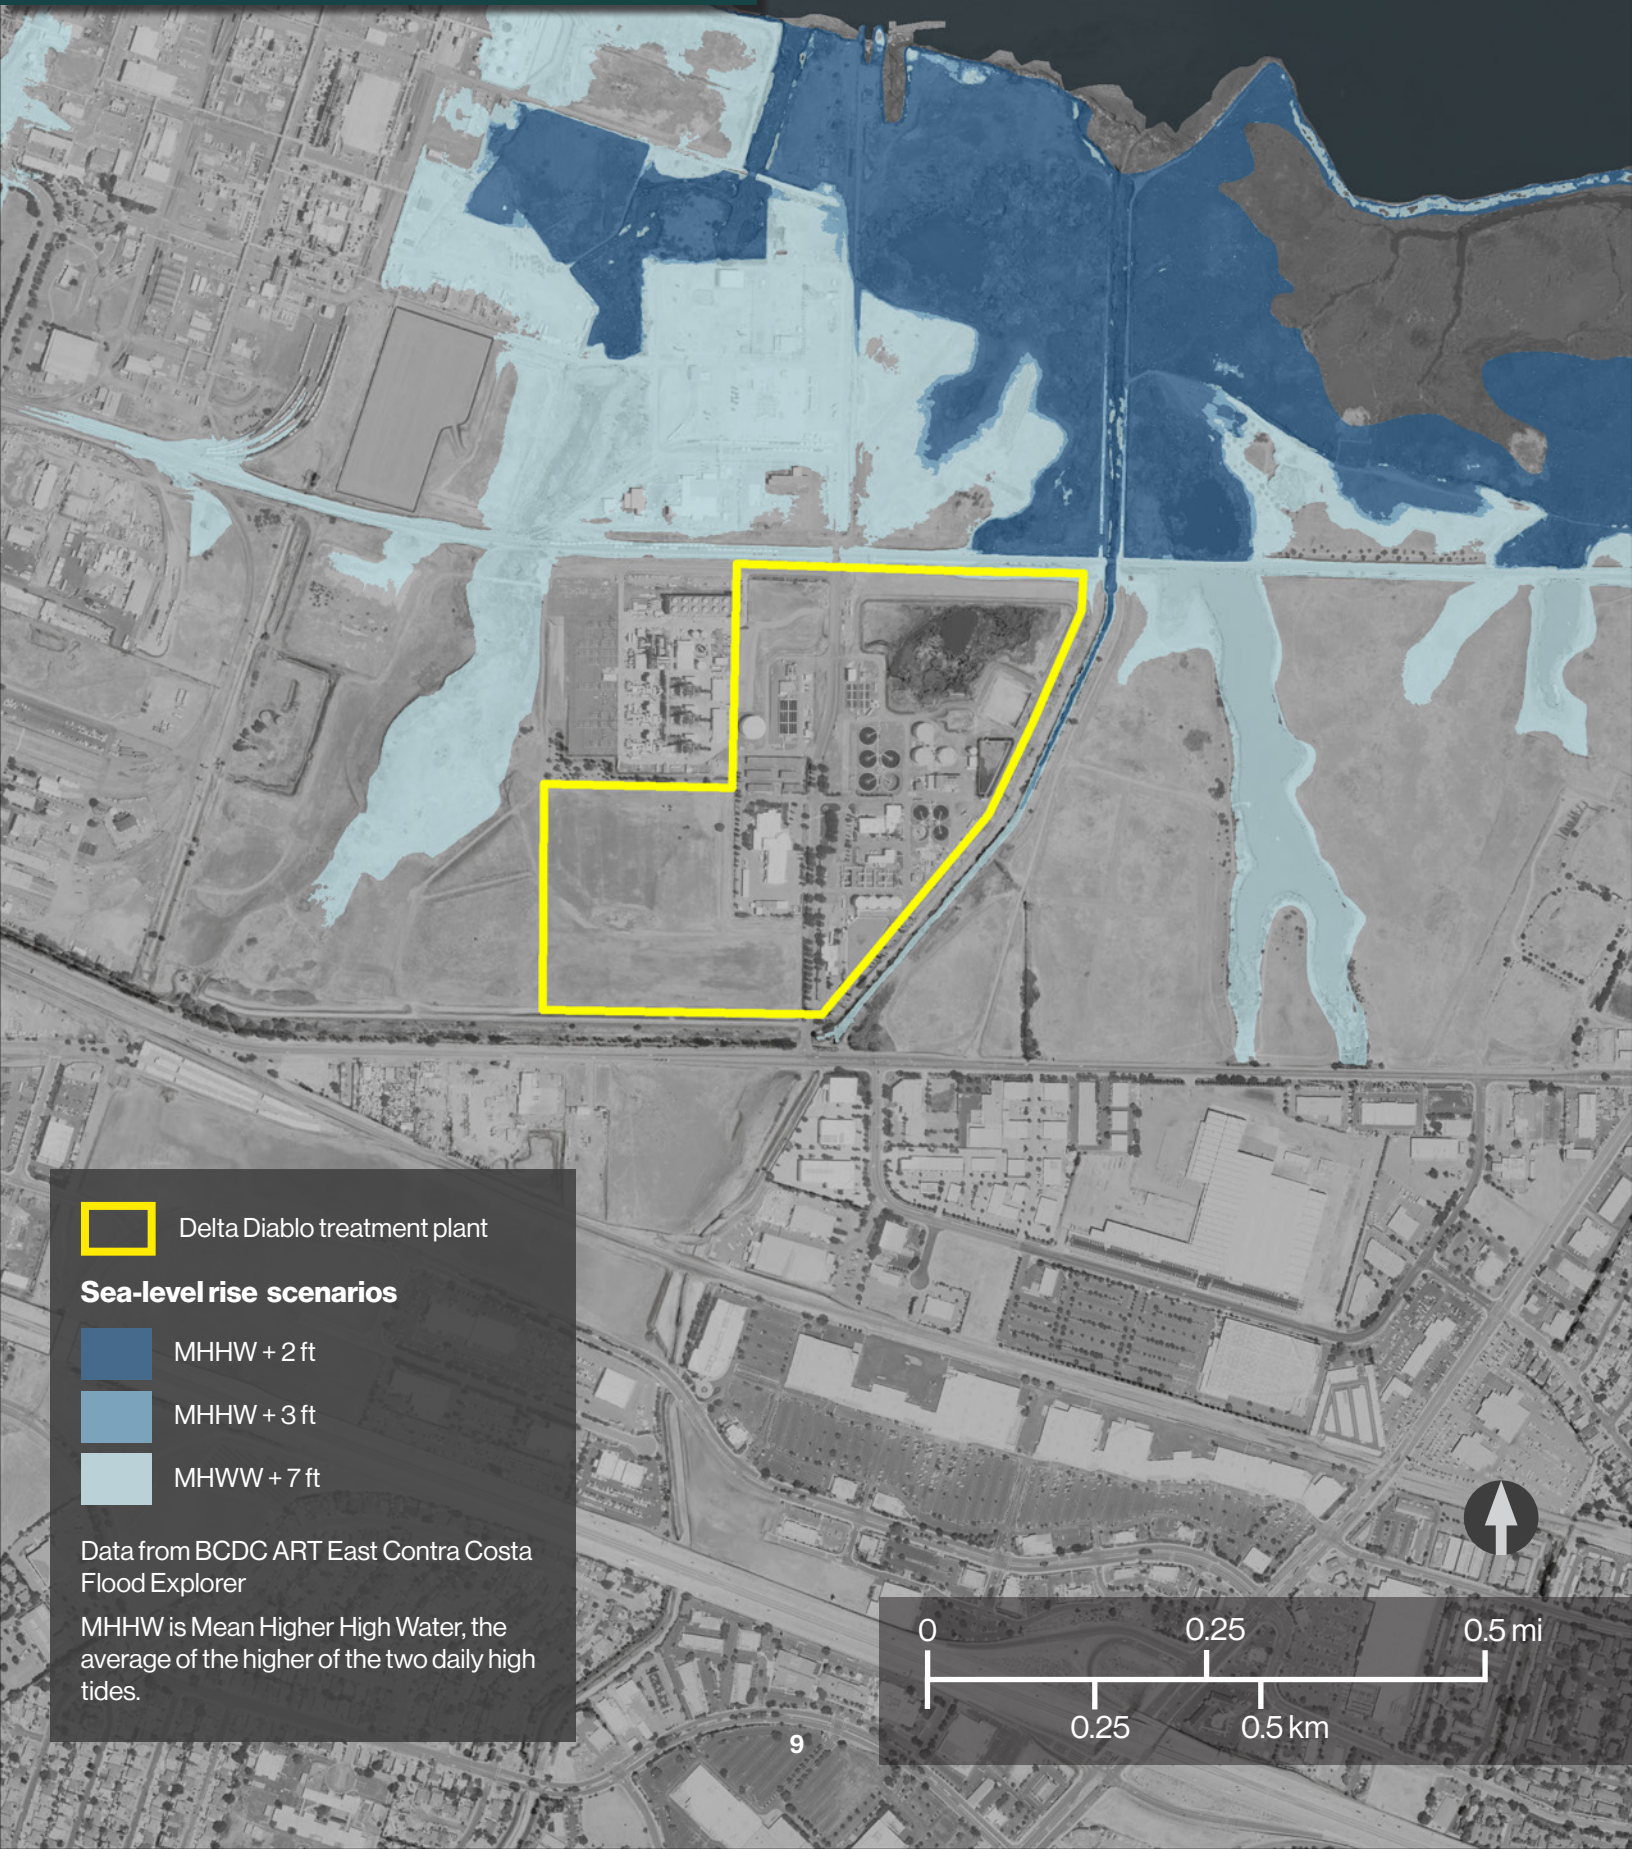 Delta Diablo treatment plant
Sea-level rise scenarios
MHHW + 2 ft
MHHW + 3 ft
MHWW + 7 ft
Data from BCDC ART East Contra Costa
Flood Explorer
MHHW is Mean Higher High Water, the
average of the higher of the two daily high
tides.
0 0.25 0.5 mi
0.25 0.5 km
9